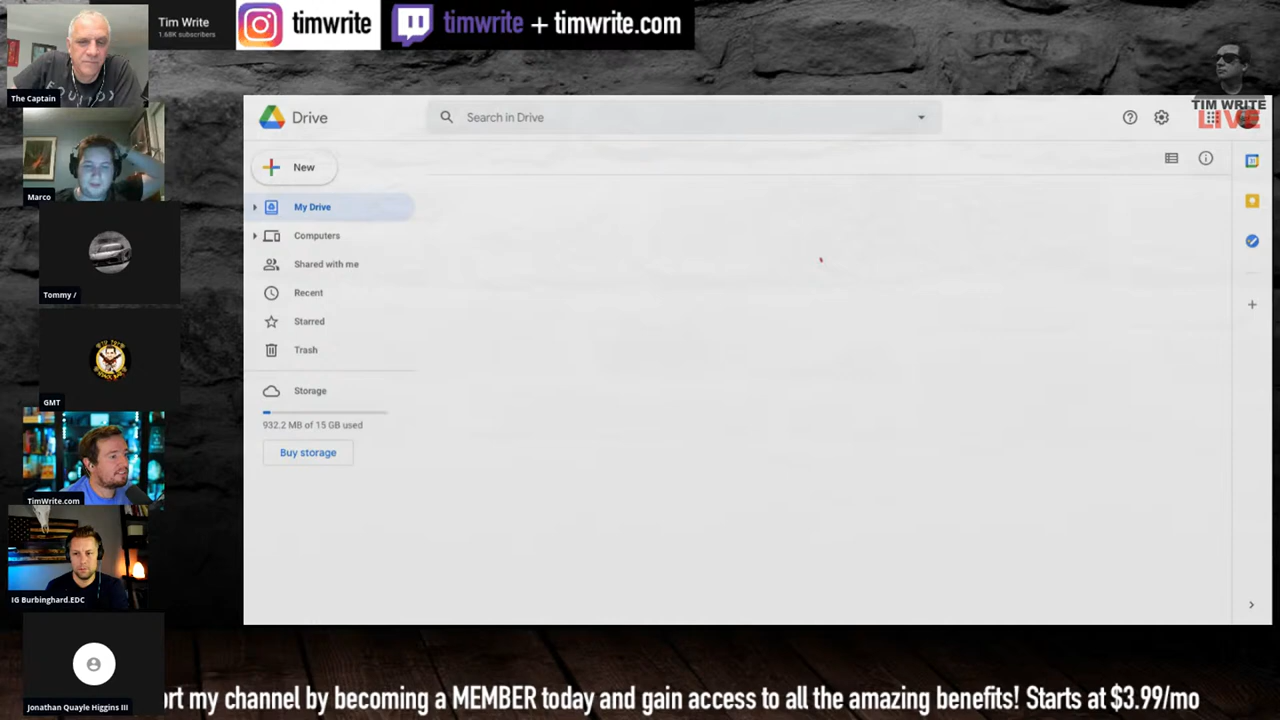 Tim Write
1.68K subscribers
timwrite
timwrite + timwrite.com
The Captain
Marco
Tommy /
GMT
TimWrite.com
IG Burbinghard.EDC
Jonathan Quayle Higgins III
TIM WRITE
LIVE
Drive
Search in Drive
New
My Drive
Computers
Shared with me
Recent
Starred
Trash
Storage
932.2 MB of 15 GB used
Buy storage
ort my channel by becoming a MEMBER today and gain access to all the amazing benefits! Starts at $3.99/mo